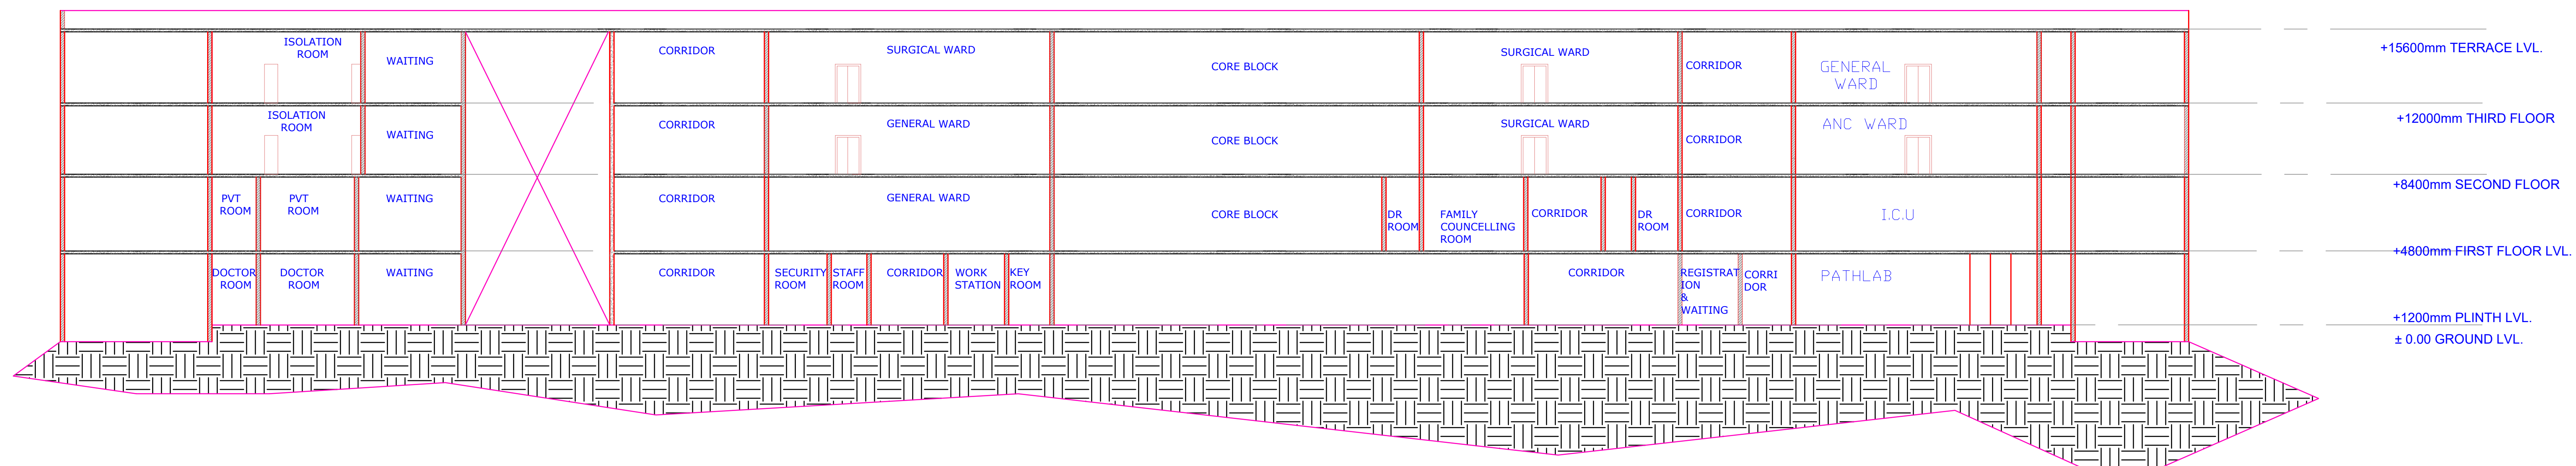 ISOLATION
ROOM
WAITING
CORRIDOR
SURGICAL WARD
CORE BLOCK
SURGICAL WARD
CORRIDOR
GENERAL
WARD
+15600mm TERRACE LVL.
ISOLATION
ROOM
WAITING
CORRIDOR
GENERAL WARD
CORE BLOCK
SURGICAL WARD
CORRIDOR
ANC WARD
+12000mm THIRD FLOOR
PVT
ROOM
PVT
ROOM
WAITING
CORRIDOR
GENERAL WARD
CORE BLOCK
DR
ROOM
FAMILY
COUNCELLING
ROOM
CORRIDOR
DR
ROOM
CORRIDOR
I.C.U
+8400mm SECOND FLOOR
DOCTOR
ROOM
DOCTOR
ROOM
WAITING
CORRIDOR
SECURITY
ROOM
STAFF
ROOM
CORRIDOR
WORK
STATION
KEY
ROOM
CORRIDOR
REGISTRAT
ION
&
WAITING
CORRI
DOR
PATHLAB
+4800mm FIRST FLOOR LVL.
+1200mm PLINTH LVL.
± 0.00 GROUND LVL.